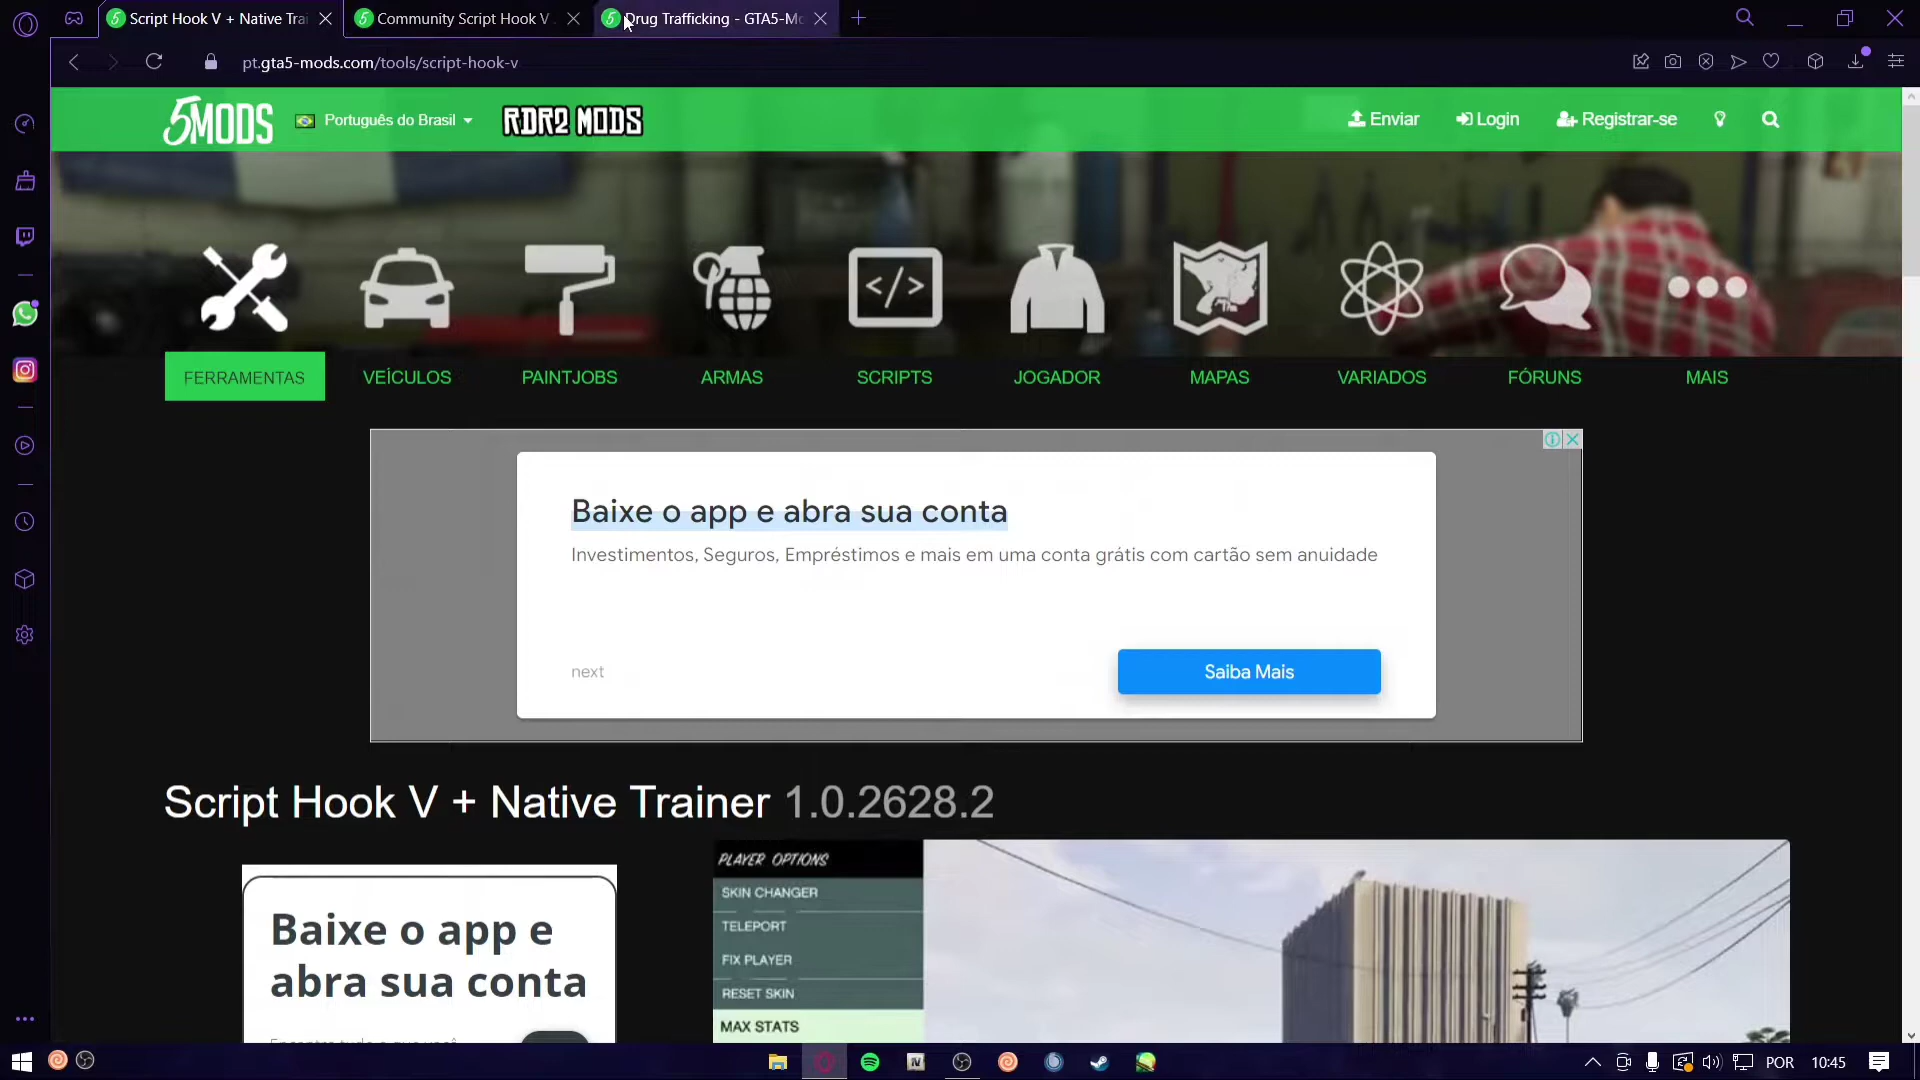 Script Hook V + Native Trai
Community Script Hook V
Drug Trafficking - GTA5-Mo
pt.gta5-mods.com/tools/script-hook-v
5MODS
Português do Brasil
RDR2 MODS
Enviar
Login
Registrar-se
FERRAMENTAS
VEÍCULOS
PAINTJOBS
ARMAS
SCRIPTS
JOGADOR
MAPAS
VARIADOS
FÓRUNS
MAIS
Baixe o app e abra sua conta
Investimentos, Seguros, Empréstimos e mais em uma conta grátis com cartão sem anuidade
next
Saiba Mais
Script Hook V + Native Trainer 1.0.2628.2
Baixe o app e
abra sua conta
PLAYER OPTIONS
SKIN CHANGER
TELEPORT
FIX PLAYER
RESET SKIN
MAX STATS
POR
10:45